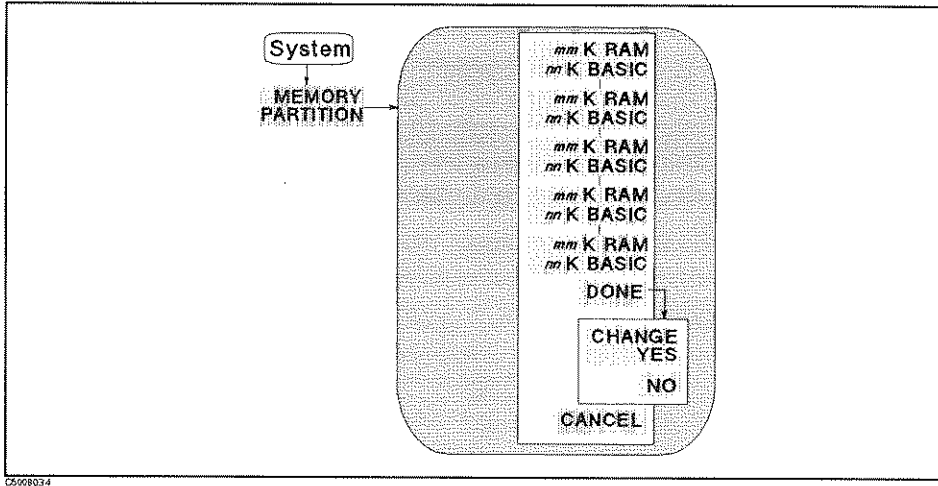 System
MEMORY
PARTITION
mm K RAM
nn K BASIC
mm K RAM
nn K BASIC
mm K RAM
nn K BASIC
mm K RAM
nn K BASIC
mm K RAM
nn K BASIC
DONE
CHANGE
YES
NO
CANCEL
C5008034